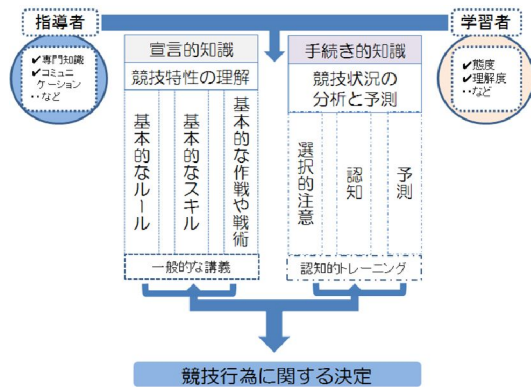 指導者
✓専門知識
✓コミュニ
ケーション
‥など
学習者
✓態度
✓理解度
‥など
宣言的知識
競技特性の理解
基本的なルール
基本的なスキル
基本的な作戦や戦術
一般的な講義
手続き的知識
競技状況の
分析と予測
選択的注意
認知
予測
認知的トレーニング
競技行為に関する決定